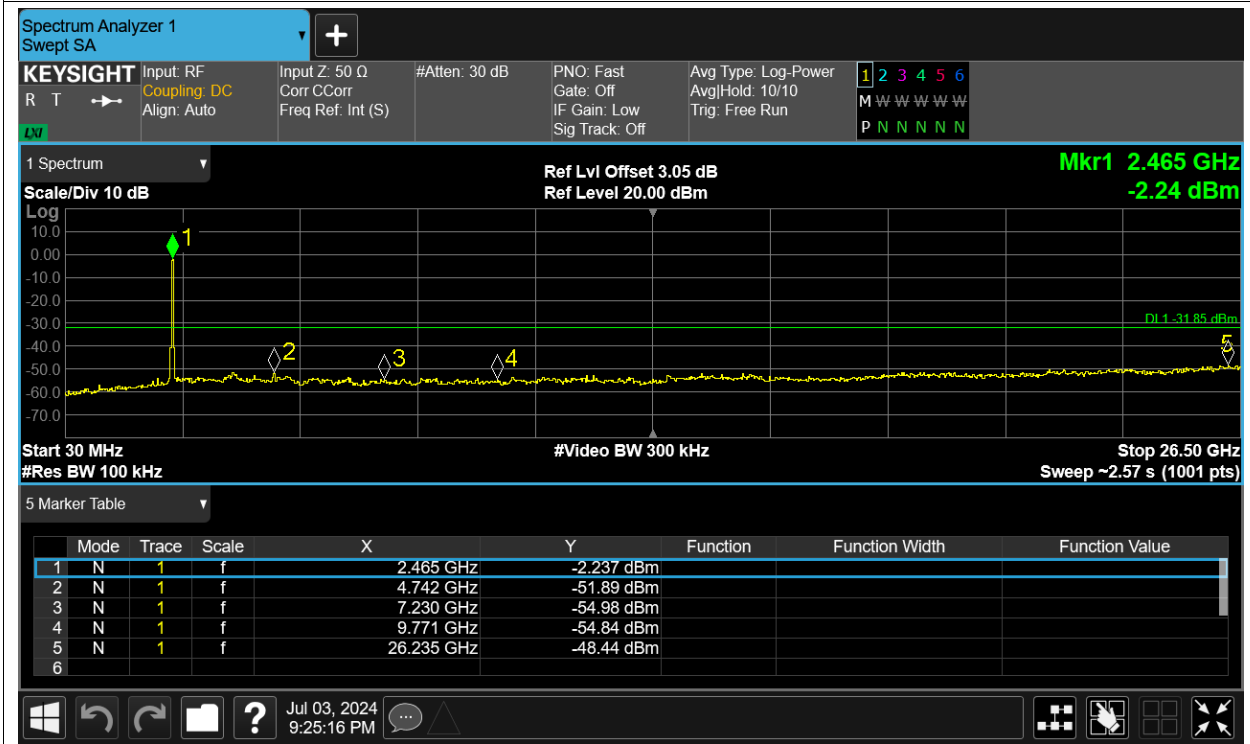 Spectrum Analyzer 1
Swept SA
KEYSIGHT
R T
LXI
Input: RF
Coupling: DC
Align: Auto
Input Z: 50 Ω
Corr CCorr
Freq Ref: Int (S)
#Atten: 30 dB
PNO: Fast
Gate: Off
IF Gain: Low
Sig Track: Off
Avg Type: Log-Power
Avg|Hold: 10/10
Trig: Free Run
1 2 3 4 5 6
M W W W W W
P N N N N N
1 Spectrum
Scale/Div 10 dB
Ref Lvl Offset 3.05 dB
Ref Level 20.00 dBm
Mkr1 2.465 GHz
-2.24 dBm
Log
10.0
0.00
-10.0
-20.0
-30.0
-40.0
-50.0
-60.0
-70.0
1
2
3
4
5
DL1 -31.85 dBm
Start 30 MHz
#Res BW 100 kHz
#Video BW 300 kHz
Stop 26.50 GHz
Sweep ~2.57 s (1001 pts)
5 Marker Table
Mode Trace Scale X Y Function Function Width Function Value
1 N 1 f 2.465 GHz -2.237 dBm
2 N 1 f 4.742 GHz -51.89 dBm
3 N 1 f 7.230 GHz -54.98 dBm
4 N 1 f 9.771 GHz -54.84 dBm
5 N 1 f 26.235 GHz -48.44 dBm
6
?
Jul 03, 2024
9:25:16 PM